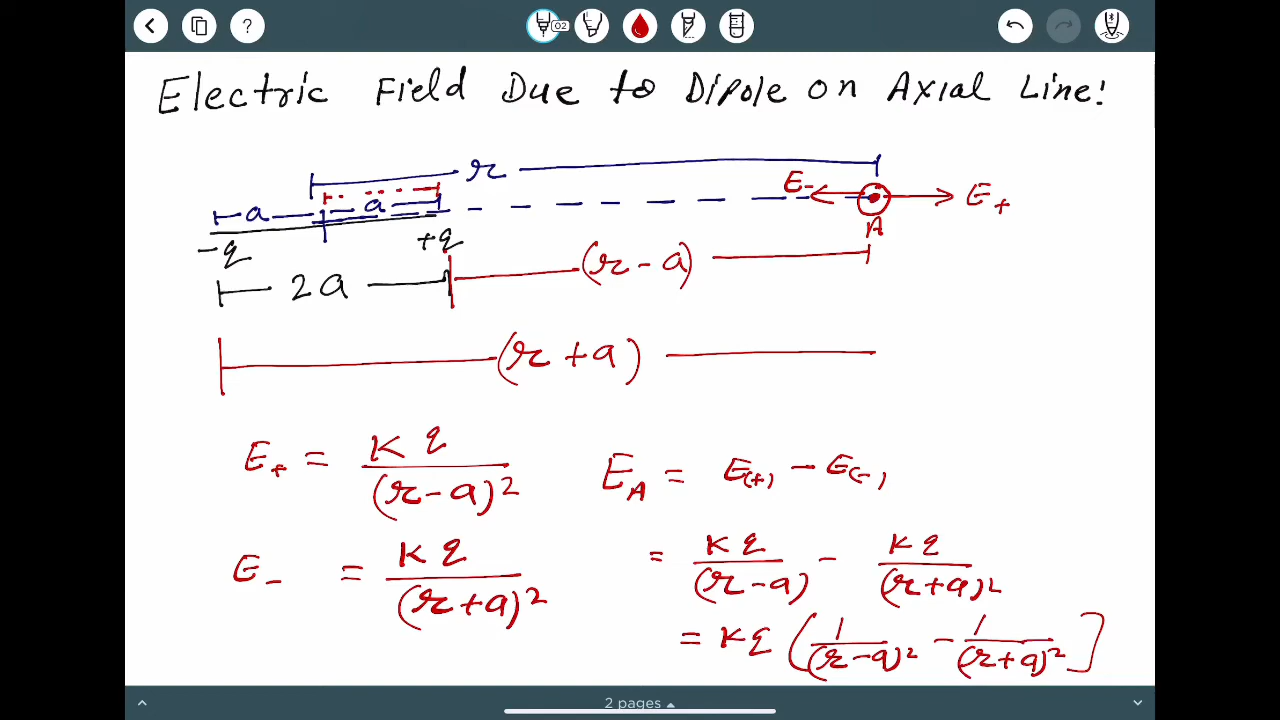 ?
O2
Electric Field Due to Dipole on Axial Line!
r
E-
E+
a
a
A
-q
+q
(r-a)
2a
(r+a)
E+ = Kq/(r-a)²
EA = E(+) - E(-)
E- = Kq/(r+a)²
= Kq/(r-a) - Kq/(r+a)²
= Kq(1/(r-a)² - 1/(r+a)²]
2 pages